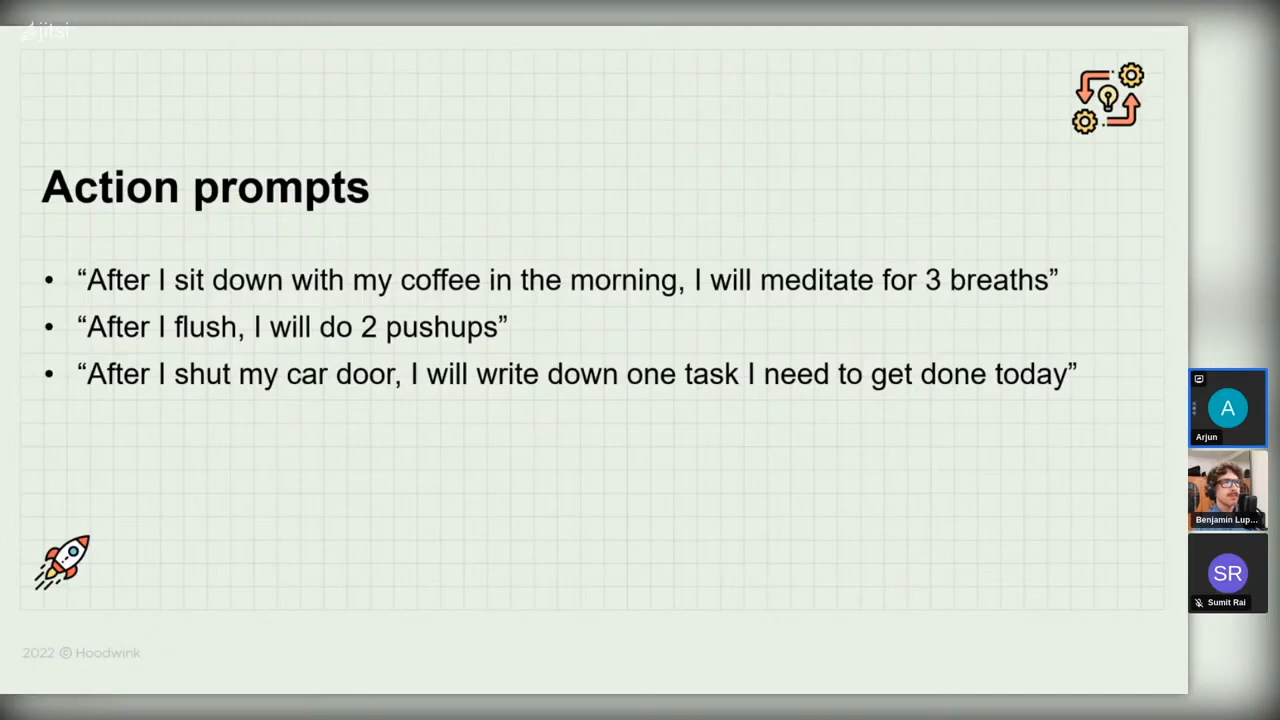 jitsi
Action prompts
• “After I sit down with my coffee in the morning, I will meditate for 3 breaths”
• “After I flush, I will do 2 pushups”
• “After I shut my car door, I will write down one task I need to get done today”
A
Arjun
Benjamin Lup...
SR
Sumit Rai
2022 © Hoodwink